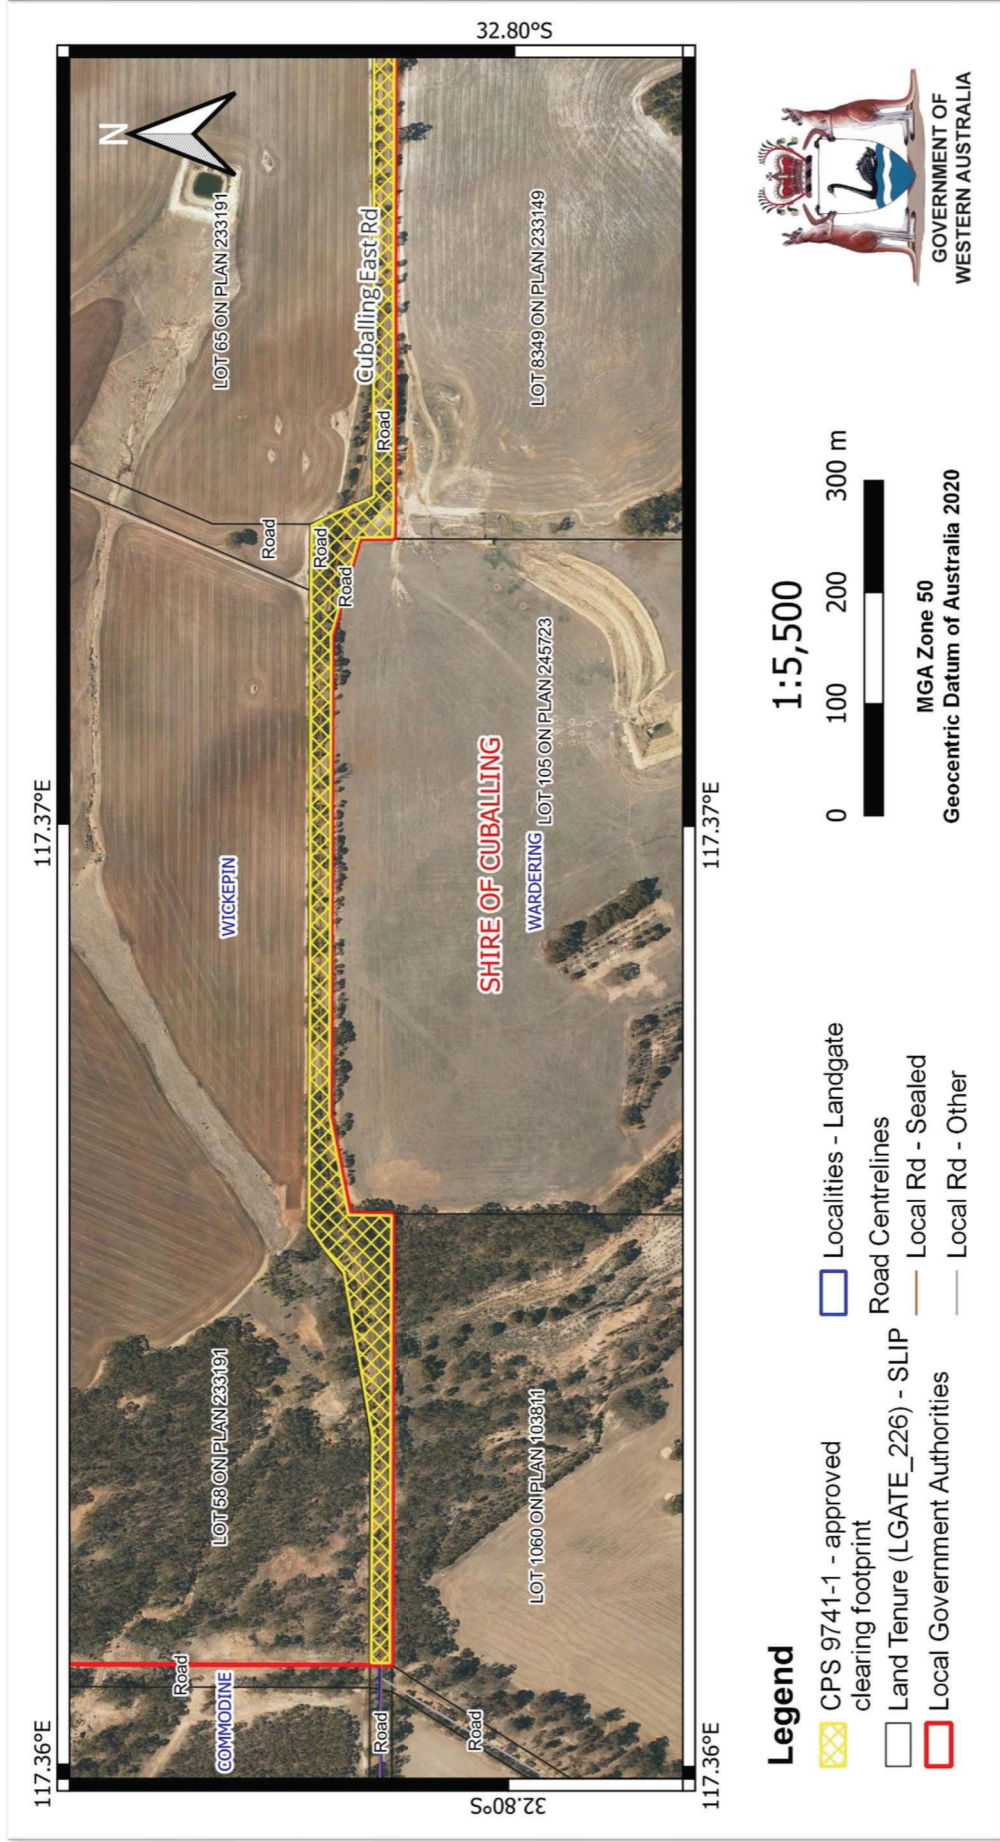 117.36°E
117.37°E
32.80°S
32.80°S
N
Road
COMMODINE
LOT 58 ON PLAN 233191
WICKEPIN
Road
LOT 65 ON PLAN 233191
Cuballing East Rd
Road
Road
Road
Road
Road
LOT 1060 ON PLAN 103811
SHIRE OF CUBALLING
WARDERING
LOT 105 ON PLAN 245723
LOT 8349 ON PLAN 233149
117.36°E
117.37°E
Legend
CPS 9741-1 - approved
clearing footprint
Land Tenure (LGATE_226) - SLIP
Local Government Authorities
Localities - Landgate
Road Centrelines
Local Rd - Sealed
Local Rd - Other
1:5,500
0 100 200 300 m
MGA Zone 50
Geocentric Datum of Australia 2020
GOVERNMENT OF
WESTERN AUSTRALIA